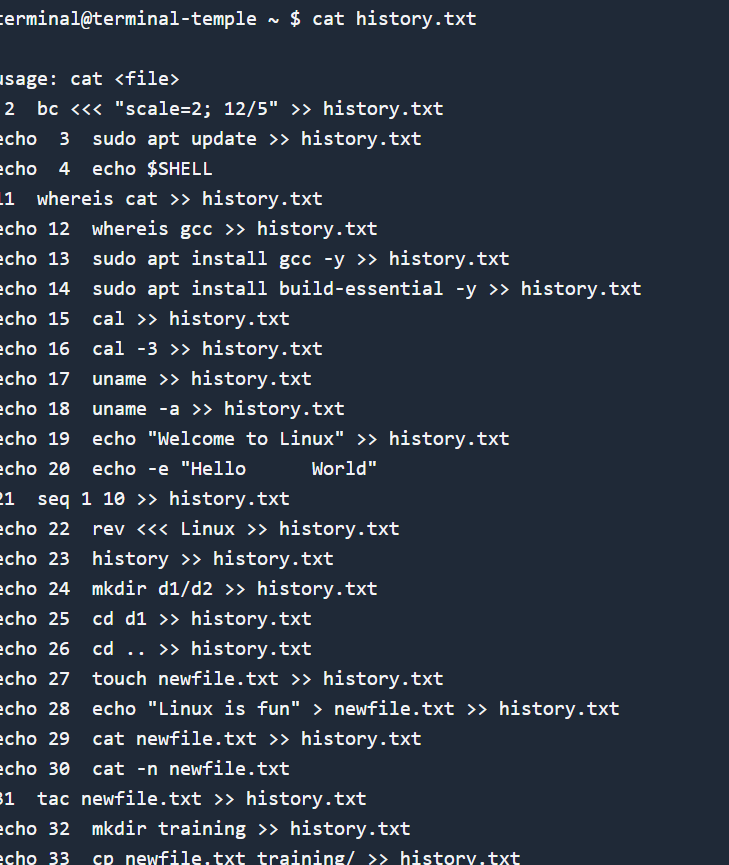 terminal@terminal-temple ~ $ cat history.txt
usage: cat <file>
 2  bc <<< "scale=2; 12/5" >> history.txt
echo  3  sudo apt update >> history.txt
echo  4  echo $SHELL
11  whereis cat >> history.txt
echo 12  whereis gcc >> history.txt
echo 13  sudo apt install gcc -y >> history.txt
echo 14  sudo apt install build-essential -y >> history.txt
echo 15  cal >> history.txt
echo 16  cal -3 >> history.txt
echo 17  uname >> history.txt
echo 18  uname -a >> history.txt
echo 19  echo "Welcome to Linux" >> history.txt
echo 20  echo -e "Hello      World"
21  seq 1 10 >> history.txt
echo 22  rev <<< Linux >> history.txt
echo 23  history >> history.txt
echo 24  mkdir d1/d2 >> history.txt
echo 25  cd d1 >> history.txt
echo 26  cd .. >> history.txt
echo 27  touch newfile.txt >> history.txt
echo 28  echo "Linux is fun" > newfile.txt >> history.txt
echo 29  cat newfile.txt >> history.txt
echo 30  cat -n newfile.txt
31  tac newfile.txt >> history.txt
echo 32  mkdir training >> history.txt
echo 33  cp newfile.txt training/ >> history.txt